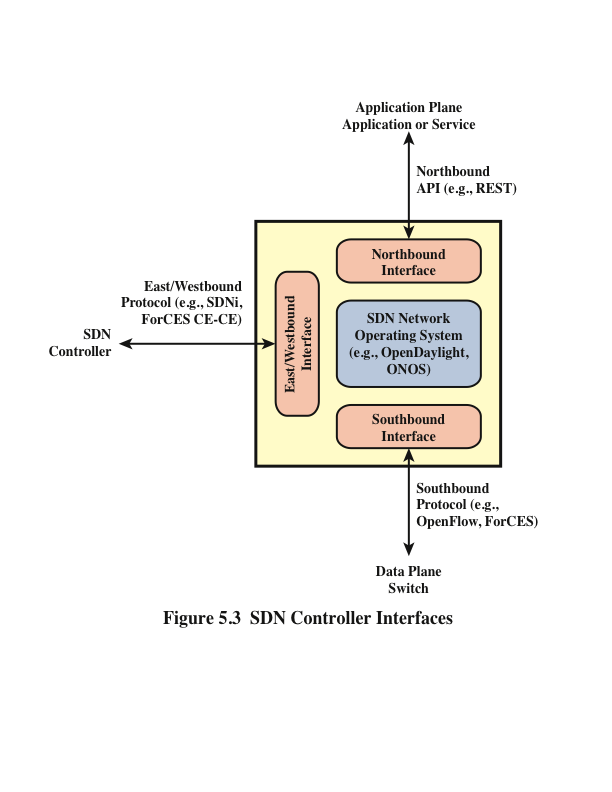 Application Plane
Application or Service
Northbound
API (e.g., REST)
Northbound
Interface
East/Westbound
Protocol (e.g., SDNi,
ForCES CE-CE)
SDN
Controller
East/Westbound
Interface
SDN Network
Operating System
(e.g., OpenDaylight,
ONOS)
Southbound
Interface
Southbound
Protocol (e.g.,
OpenFlow, ForCES)
Data Plane
Switch
Figure 5.3 SDN Controller Interfaces